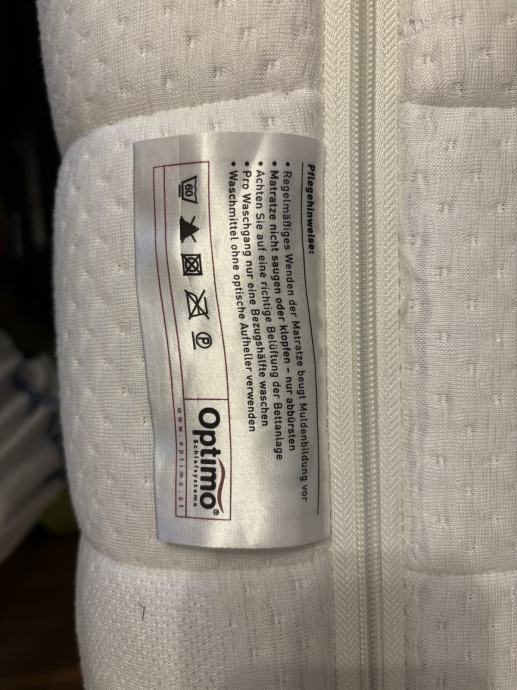 Pflegehinweise:
• Regelmäßiges Wenden der Matratze beugt Muldenbildung vor
• Matratze nicht saugen oder klopfen – nur abbürsten
• Achten Sie auf eine richtige Belüftung der Bettanlage
• Pro Waschgang nur eine Bezugshälfte waschen
• Waschmittel ohne optische Aufheller verwenden
60
P
Optimo®
Schlafsysteme
www.optimo.at